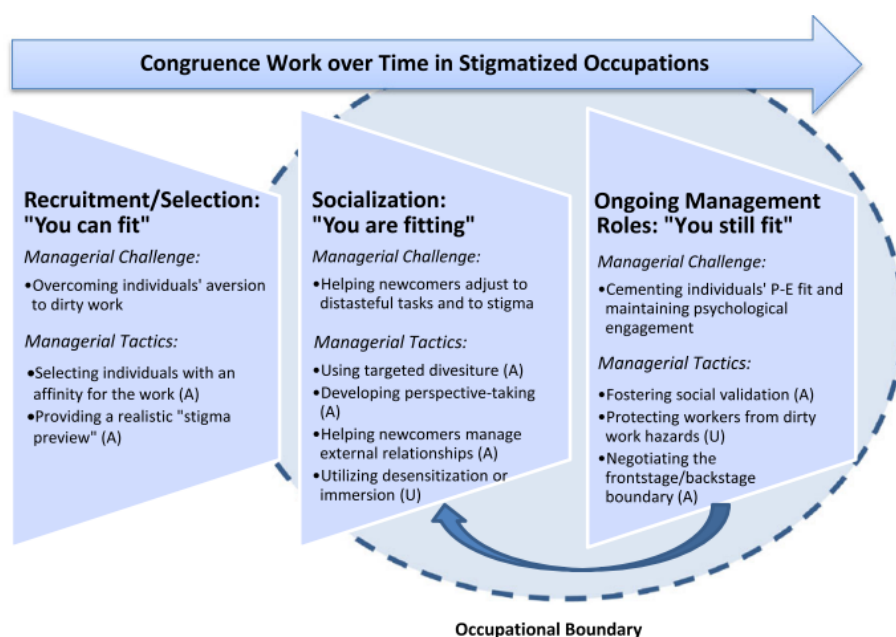 Congruence Work over Time in Stigmatized Occupations
Recruitment/Selection:
"You can fit"
Managerial Challenge:
•Overcoming individuals' aversion
to dirty work
Managerial Tactics:
•Selecting individuals with an
affinity for the work (A)
•Providing a realistic "stigma
preview" (A)
Socialization:
"You are fitting"
Managerial Challenge:
•Helping newcomers adjust to
distasteful tasks and to stigma
Managerial Tactics:
•Using targeted divesiture (A)
•Developing perspective-taking
(A)
•Helping newcomers manage
external relationships (A)
•Utilizing desensitization or
immersion (U)
Ongoing Management
Roles: "You still fit"
Managerial Challenge:
•Cementing individuals' P-E fit and
maintaining psychological
engagement
Managerial Tactics:
•Fostering social validation (A)
•Protecting workers from dirty
work hazards (U)
•Negotiating the
frontstage/backstage
boundary (A)
Occupational Boundary